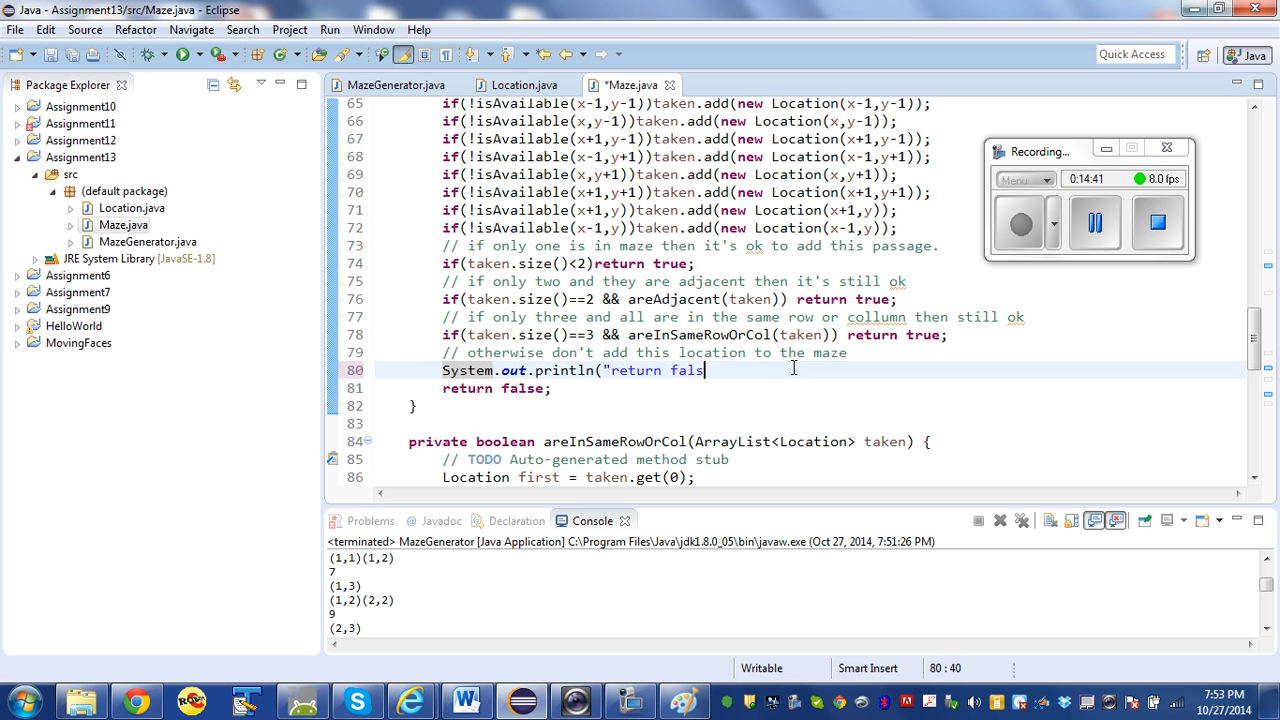 Java - Assignment13/src/Maze.java - Eclipse
File Edit Source Refactor Navigate Search Project Run Window Help
Quick Access
Java
Package Explorer
Assignment10
Assignment11
Assignment12
Assignment13
src
(default package)
Location.java
Maze.java
MazeGenerator.java
JRE System Library [JavaSE-1.8]
Assignment6
Assignment7
Assignment9
HelloWorld
MovingFaces
MazeGenerator.java Location.java *Maze.java
65 if(!isAvailable(x-1,y-1))taken.add(new Location(x-1,y-1));
66 if(!isAvailable(x,y-1))taken.add(new Location(x,y-1));
67 if(!isAvailable(x+1,y-1))taken.add(new Location(x+1,y-1));
68 if(!isAvailable(x-1,y+1))taken.add(new Location(x-1,y+1));
69 if(!isAvailable(x,y+1))taken.add(new Location(x,y+1));
70 if(!isAvailable(x+1,y+1))taken.add(new Location(x+1,y+1));
71 if(!isAvailable(x+1,y))taken.add(new Location(x+1,y));
72 if(!isAvailable(x-1,y))taken.add(new Location(x-1,y));
73 // if only one is in maze then it's ok to add this passage.
74 if(taken.size()<2)return true;
75 // if only two and they are adjacent then it's still ok
76 if(taken.size()==2 && areAdjacent(taken)) return true;
77 // if only three and all are in the same row or collumn then still ok
78 if(taken.size()==3 && areInSameRowOrCol(taken)) return true;
79 // otherwise don't add this location to the maze
80 System.out.println("return fals
81 return false;
82 }
83
84 private boolean areInSameRowOrCol(ArrayList<Location> taken) {
85 // TODO Auto-generated method stub
86 Location first = taken.get(0);
Recording...
Menu 0:14:41 8.0 fps
Problems @ Javadoc Declaration Console
<terminated> MazeGenerator [Java Application] C:\Program Files\Java\jdk1.8.0_05\bin\javaw.exe (Oct 27, 2014, 7:51:26 PM)
(1,1)(1,2)
7
(1,3)
(1,2)(2,2)
9
(2,3)
Writable Smart Insert 80 : 40
7:53 PM
10/27/2014